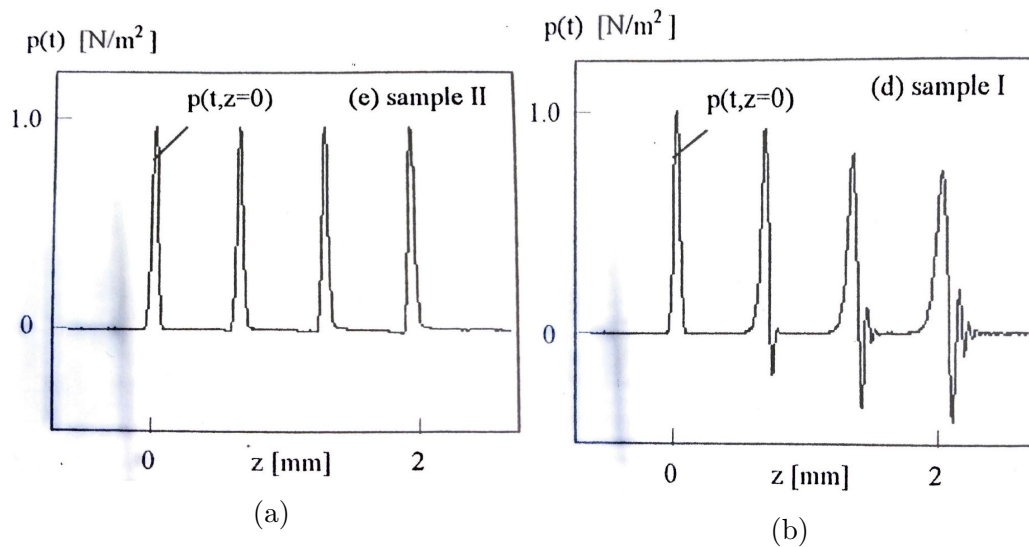 p(t) [N/m²]
1.0
p(t,z=0)
(e) sample II
0
0
z [mm]
2
(a)
p(t) [N/m²]
1.0
p(t,z=0)
(d) sample I
0
0
z [mm]
2
(b)